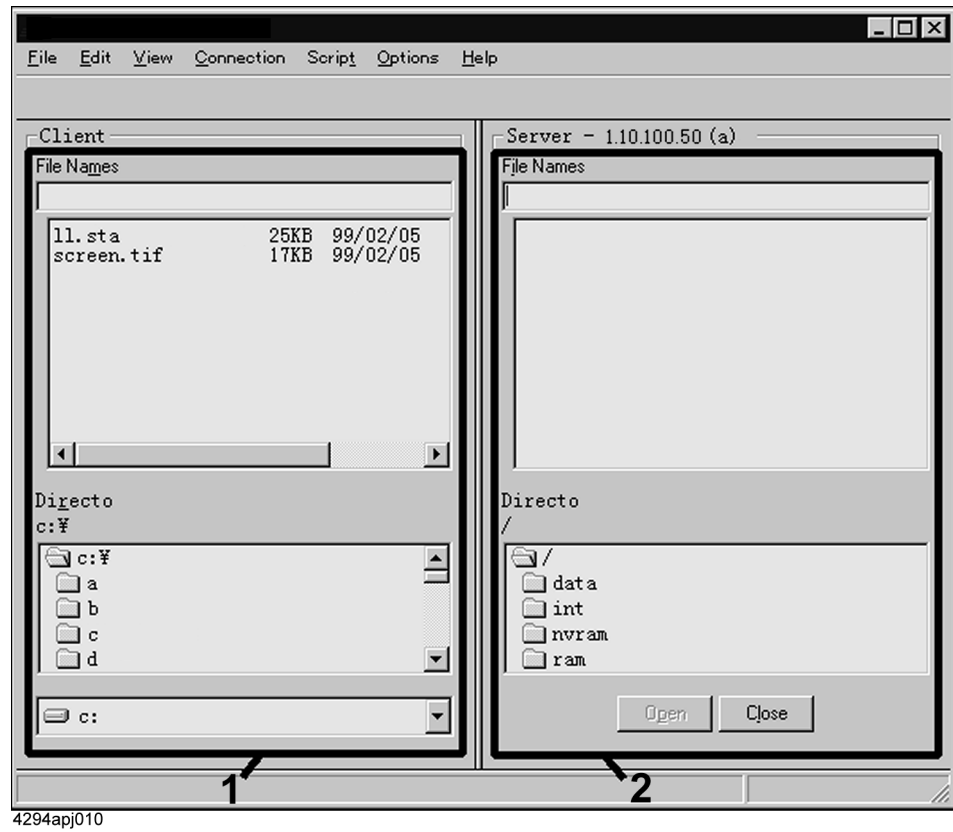 File Edit View Connection Script Options Help
Client
File Names
ll.sta 25KB 99/02/05
screen.tif 17KB 99/02/05
Directo
c:¥
c:¥
a
b
c
d
c:
1
Server - 1.10.100.50 (a)
File Names
Directo
/
/
data
int
nvram
ram
Open Close
2
4294apj010